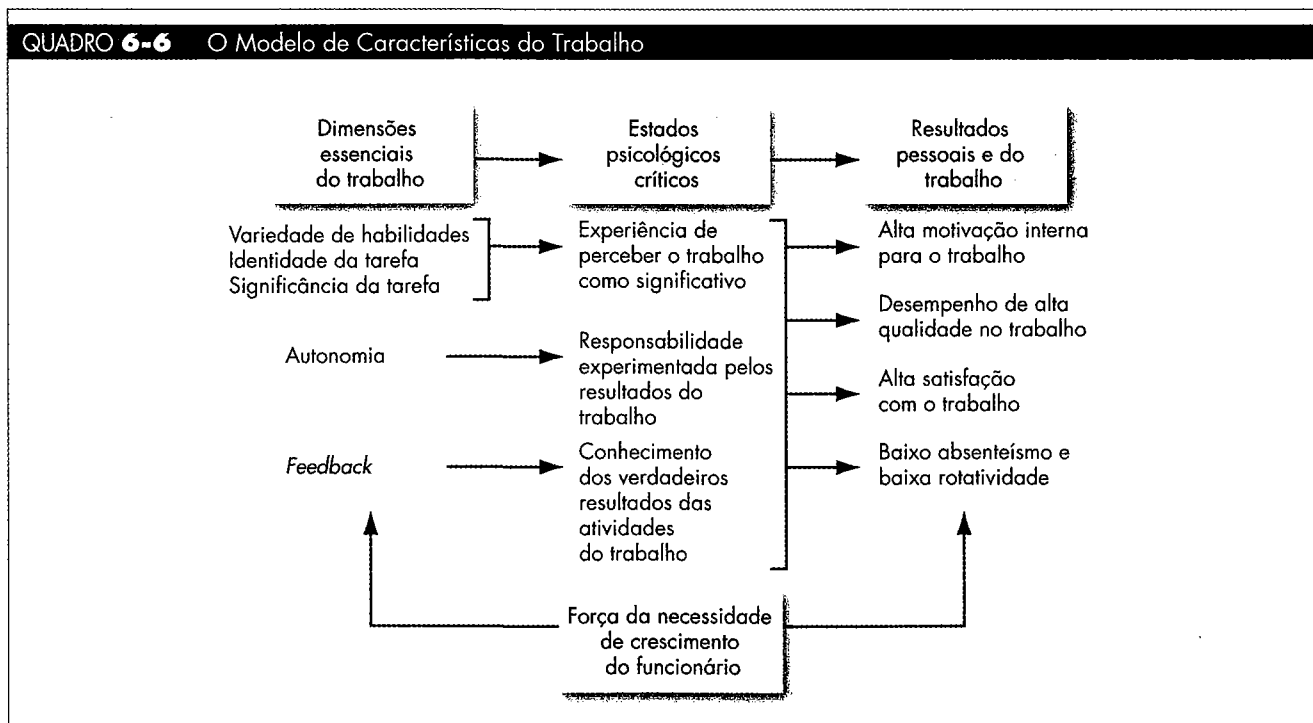 QUADRO 6-6 O Modelo de Características do Trabalho
Dimensões
essenciais
do trabalho
Estados
psicológicos
críticos
Resultados
pessoais e do
trabalho
Variedade de habilidades
Identidade da tarefa
Significância da tarefa
Experiência de
perceber o trabalho
como significativo
Alta motivação interna
para o trabalho
Desempenho de alta
qualidade no trabalho
Autonomia
Responsabilidade
experimentada pelos
resultados do
trabalho
Alta satisfação
com o trabalho
Feedback
Conhecimento
dos verdadeiros
resultados das
atividades
do trabalho
Baixo absenteísmo e
baixa rotatividade
Força da necessidade
de crescimento
do funcionário